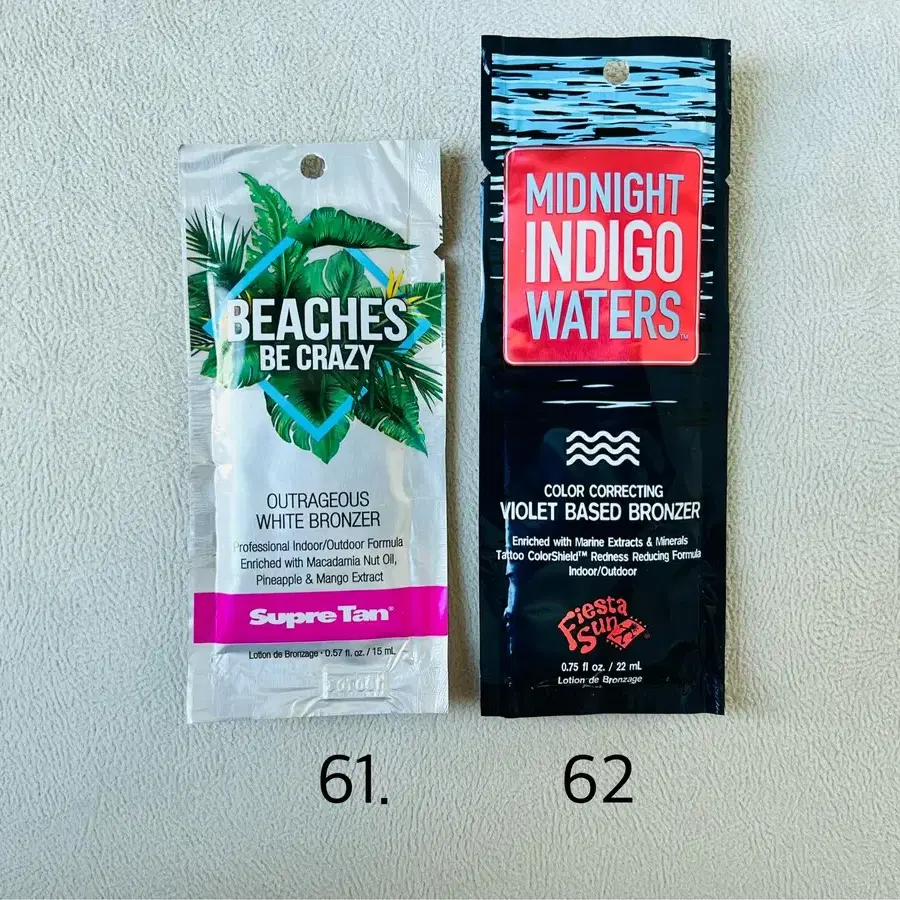 BEACHES
BE CRAZY
OUTRAGEOUS
WHITE BRONZER
Professional Indoor/Outdoor Formula
Enriched with Macadamia Nut Oil,
Pineapple & Mango Extract
Supre Tan®
Lotion de Bronzage • 0.57 fl. oz. / 15 mL
61.
MIDNIGHT
INDIGO
WATERS™
COLOR CORRECTING
VIOLET BASED BRONZER
Enriched with Marine Extracts & Minerals
Tattoo ColorShield™ Redness Reducing Formula
Indoor/Outdoor
Fiesta
Sun®
0.75 fl oz. / 22 mL
Lotion de Bronzage
62